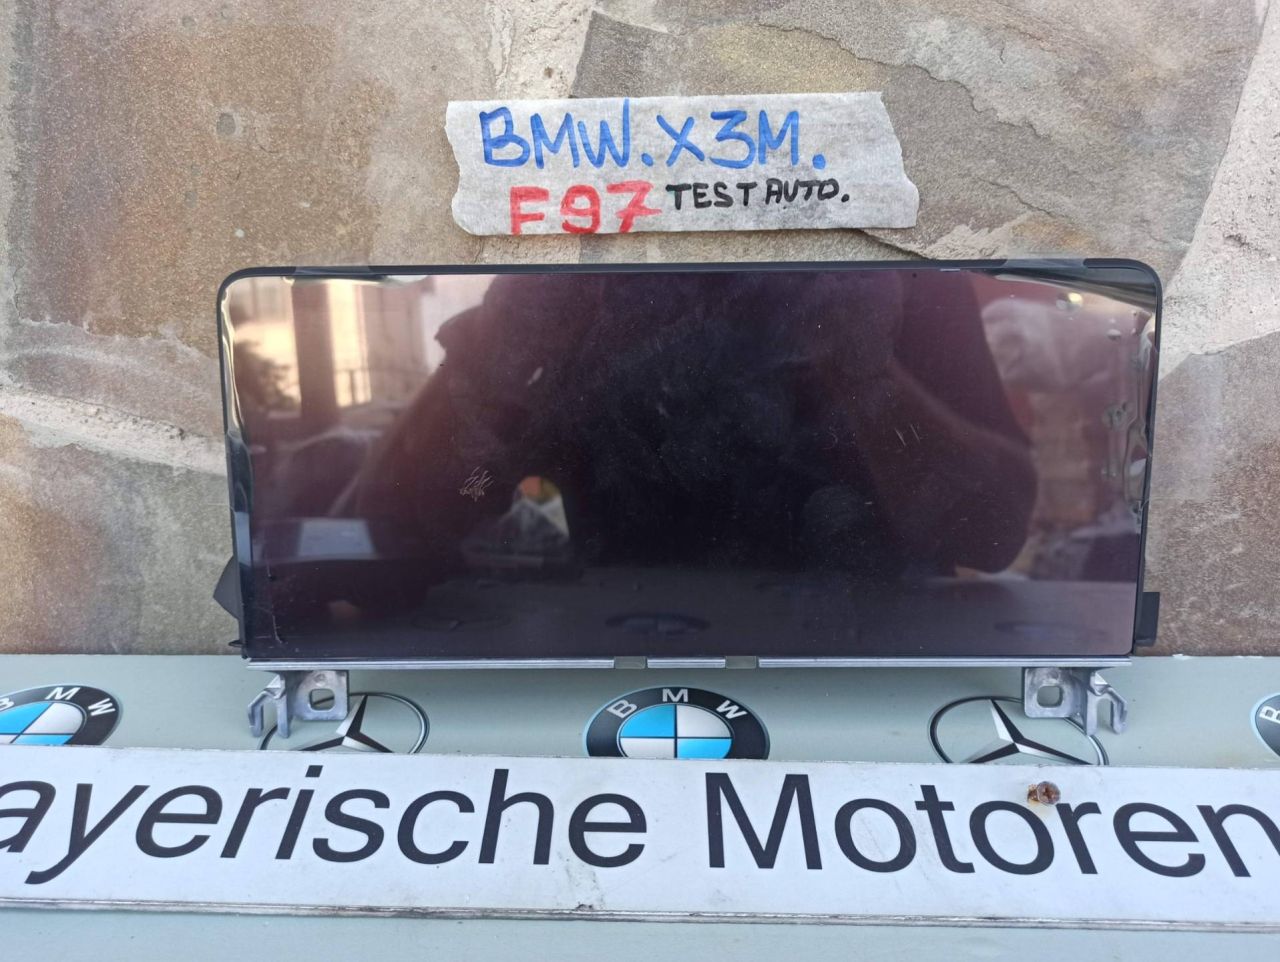 BMW.X3M.
F97 TEST AUTO.
BMW
BMW
B
ayerische Motoren